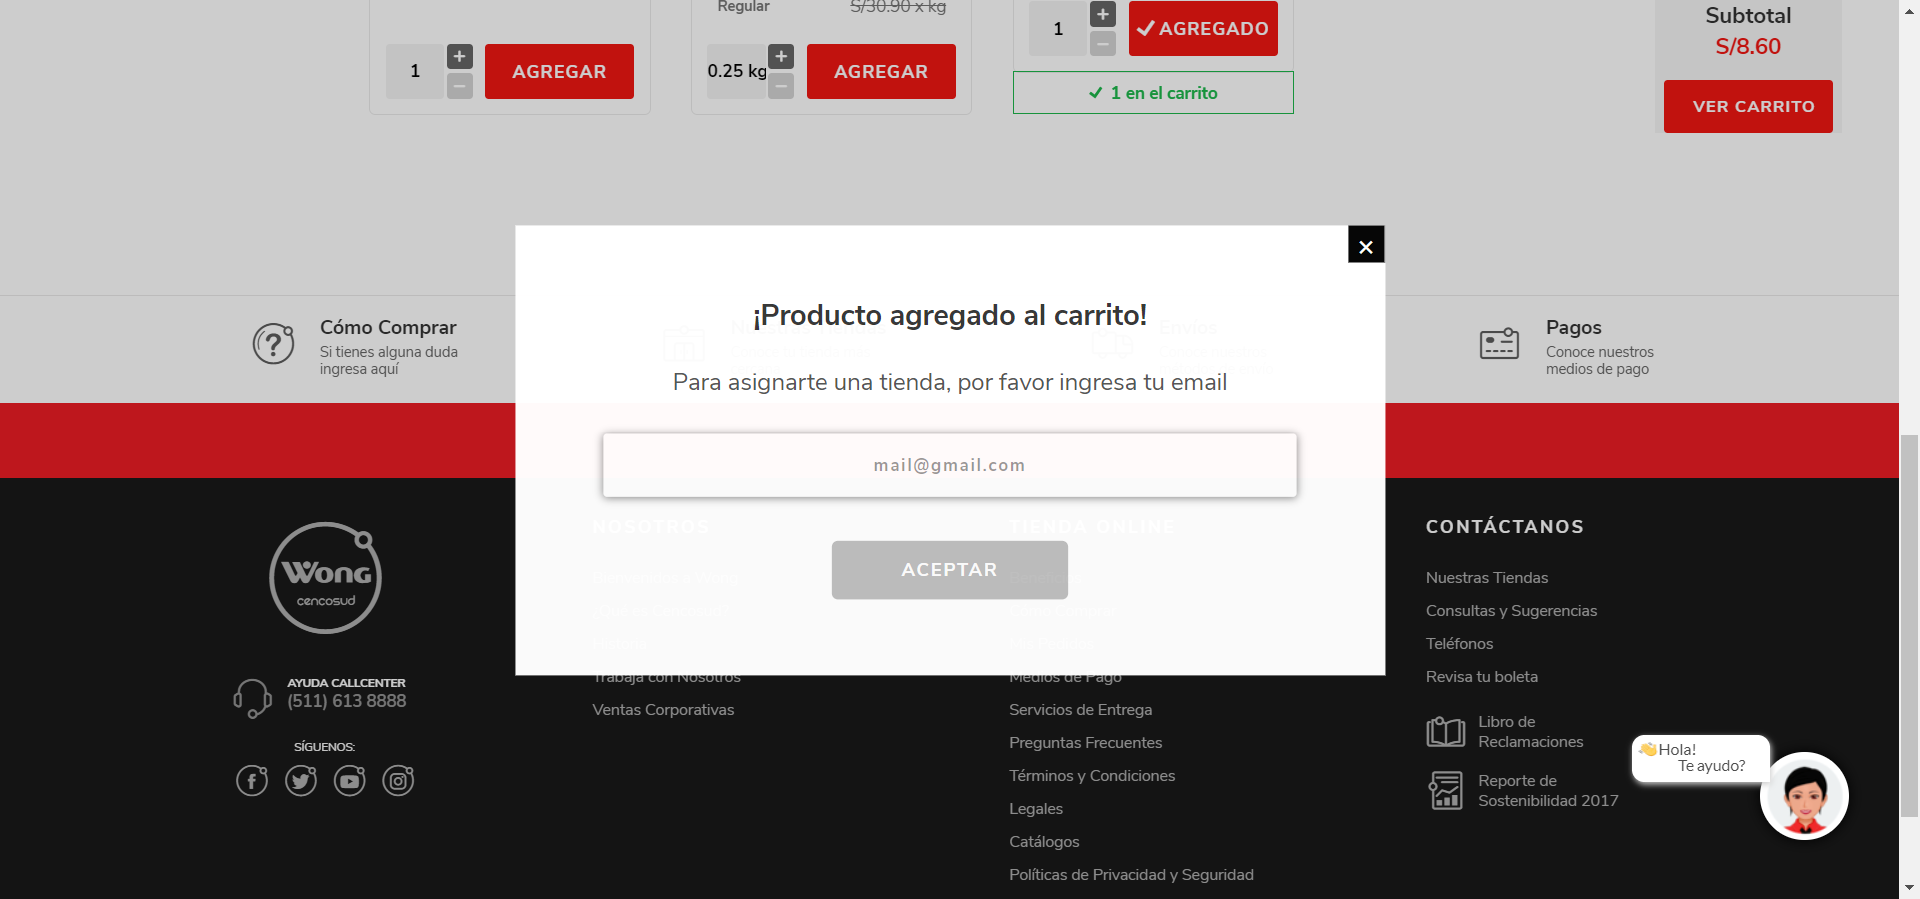 Regular S/30.90 x kg
1 AGREGAR
0.25 kg AGREGAR
1 AGREGADO
1 en el carrito
Subtotal
S/8.60
VER CARRITO
¡Producto agregado al carrito!
Para asignarte una tienda, por favor ingresa tu email
mail@gmail.com
ACEPTAR
Cómo Comprar
Si tienes alguna duda
ingresa aquí
Envíos
Pagos
Conoce nuestros
medios de pago
Wong
cencosud
AYUDA CALLCENTER
(511) 613 8888
SÍGUENOS:
NOSOTROS
Trabaja con Nosotros
Ventas Corporativas
TIENDA ONLINE
Medios de Pago
Servicios de Entrega
Preguntas Frecuentes
Términos y Condiciones
Legales
Catálogos
Políticas de Privacidad y Seguridad
CONTÁCTANOS
Nuestras Tiendas
Consultas y Sugerencias
Teléfonos
Revisa tu boleta
Libro de
Reclamaciones
Reporte de
Sostenibilidad 2017
Hola!
Te ayudo?